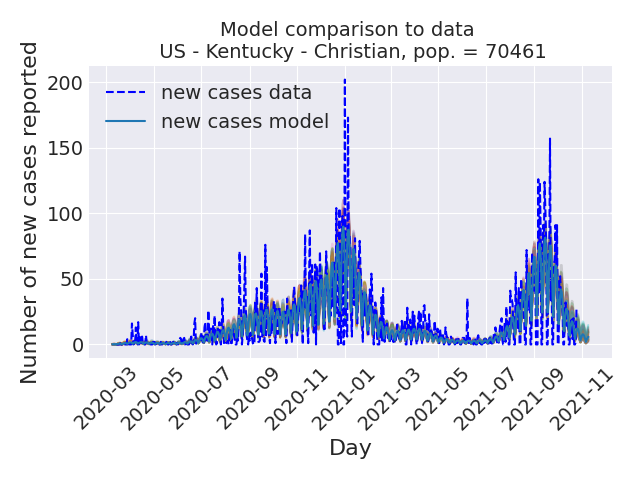 Model comparison to data
US - Kentucky - Christian, pop. = 70461
Number of new cases reported
200
150
100
50
0
new cases data
new cases model
2020-03
2020-05
2020-07
2020-09
2020-11
2021-01
2021-03
2021-05
2021-07
2021-09
2021-11
Day